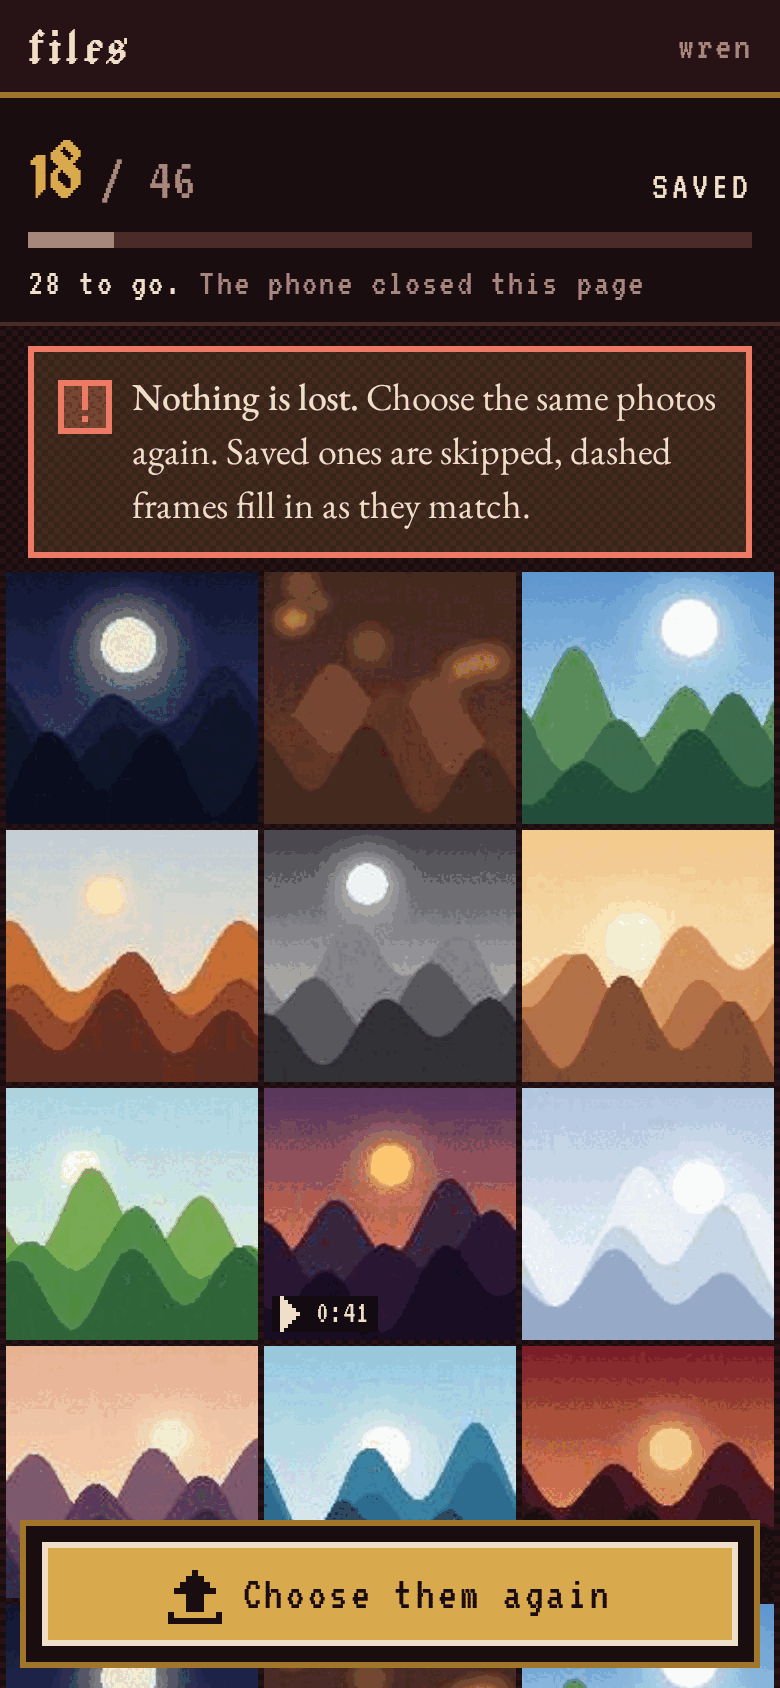 files
wren
18 / 46
SAVED
28 to go. The phone closed this page
Nothing is lost. Choose the same photos
again. Saved ones are skipped, dashed
frames fill in as they match.
0:41
Choose them again